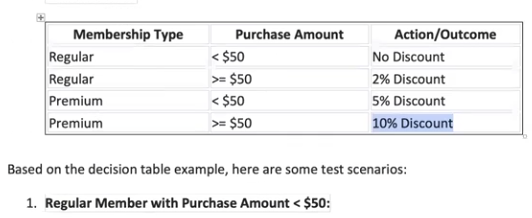 Membership Type Purchase Amount Action/Outcome
Regular < $50 No Discount
Regular >= $50 2% Discount
Premium < $50 5% Discount
Premium >= $50 10% Discount
Based on the decision table example, here are some test scenarios:
1. Regular Member with Purchase Amount < $50: